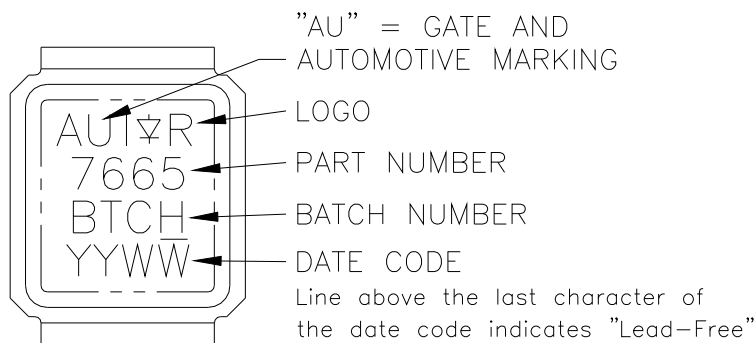 "AU" = GATE AND
AUTOMOTIVE MARKING
AUI R
LOGO
7665
PART NUMBER
BTCH
BATCH NUMBER
YYWW̅
DATE CODE
Line above the last character of
the date code indicates "Lead-Free"